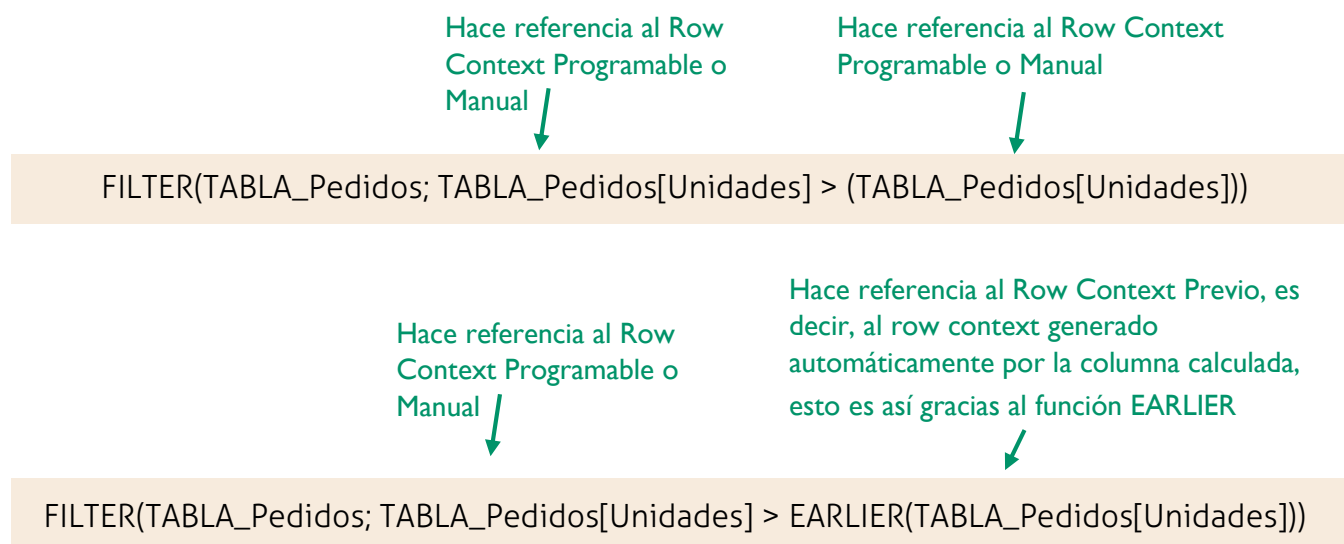 Hace referencia al Row
Context Programable o
Manual
Hace referencia al Row Context
Programable o Manual
FILTER(TABLA_Pedidos; TABLA_Pedidos[Unidades] > (TABLA_Pedidos[Unidades]))
Hace referencia al Row
Context Programable o
Manual
Hace referencia al Row Context Previo, es
decir, al row context generado
automáticamente por la columna calculada,
esto es así gracias al función EARLIER
FILTER(TABLA_Pedidos; TABLA_Pedidos[Unidades] > EARLIER(TABLA_Pedidos[Unidades]))